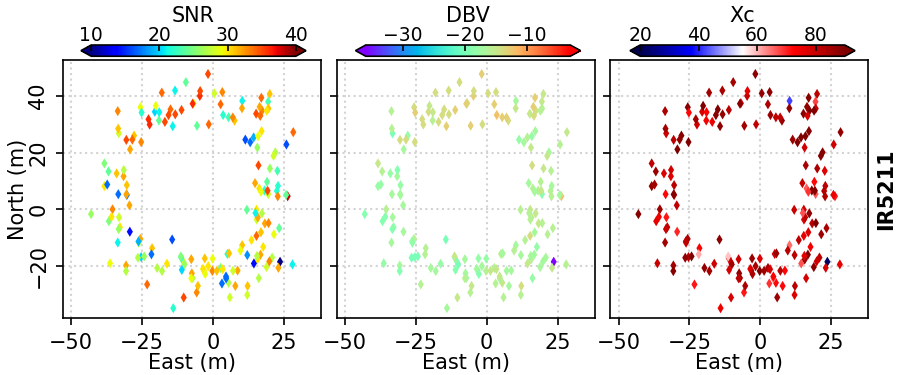 SNR DBV Xc
10 20 30 40 −30 −20 −10 20 40 60 80
40
20
0
−20
North (m)
IR5211
−50 −25 0 25 −50 −25 0 25 −50 −25 0 25
East (m) East (m) East (m)